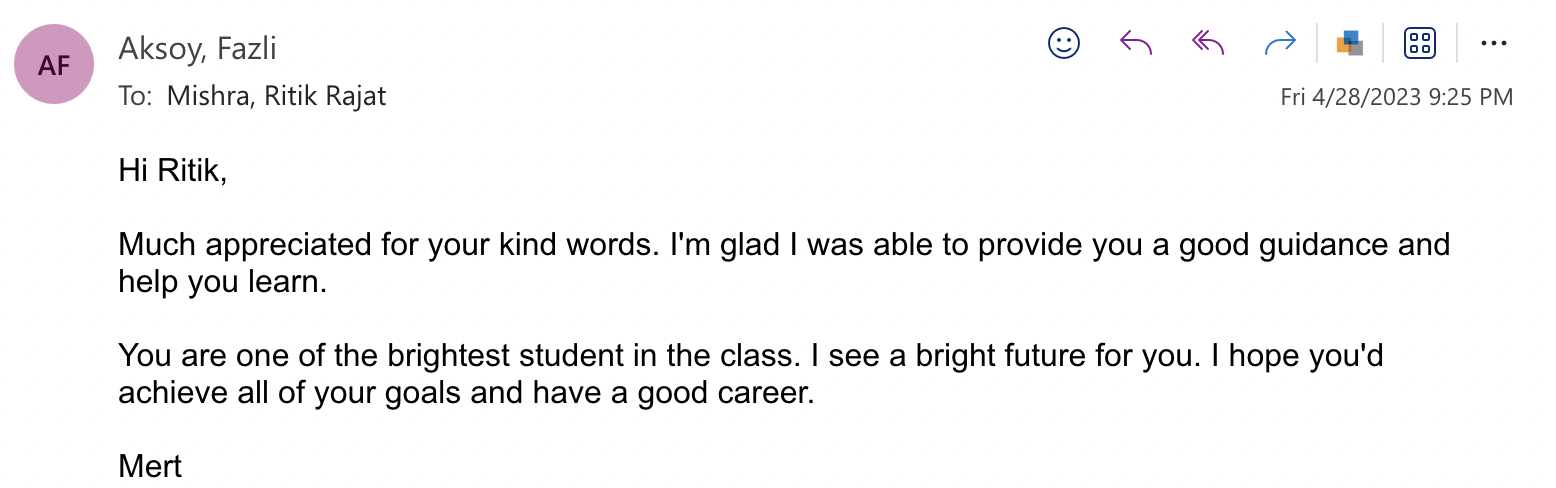 AF
Aksoy, Fazli
To: Mishra, Ritik Rajat
Fri 4/28/2023 9:25 PM
Hi Ritik,
Much appreciated for your kind words. I'm glad I was able to provide you a good guidance and
help you learn.
You are one of the brightest student in the class. I see a bright future for you. I hope you'd
achieve all of your goals and have a good career.
Mert